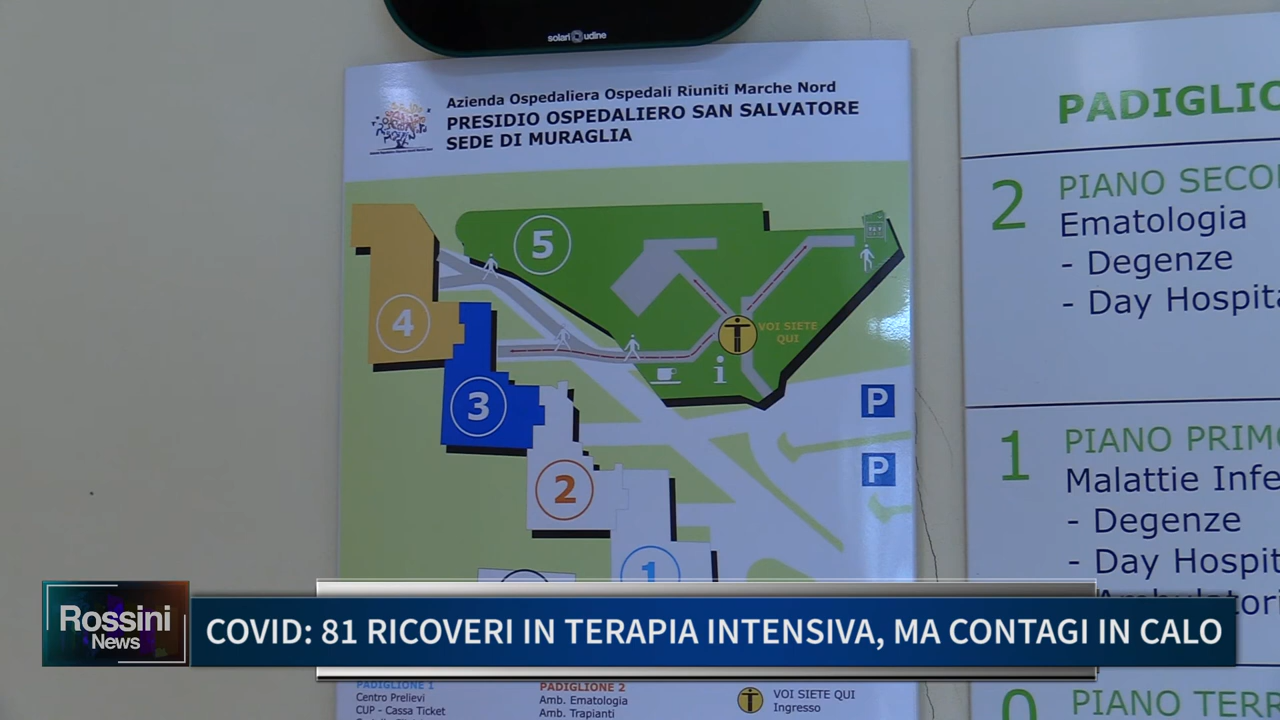 solari udine
Azienda Ospedaliera Ospedali Riuniti Marche Nord
PRESIDIO OSPEDALIERO SAN SALVATORE
SEDE DI MURAGLIA
5
4
VOI SIETE
QUI
3
i
P
P
2
1
PADIGLIONE 1
Centro Prelievi
CUP - Cassa Ticket
PADIGLIONE 2
Amb. Ematologia
Amb. Trapianti
VOI SIETE QUI
Ingresso
PADIGLIO
2
PIANO SECO
Ematologia
- Degenze
- Day Hospita
1
PIANO PRIMO
Malattie Infe
- Degenze
- Day Hospit
0
PIANO TERR
Rossini
News
COVID: 81 RICOVERI IN TERAPIA INTENSIVA, MA CONTAGI IN CALO